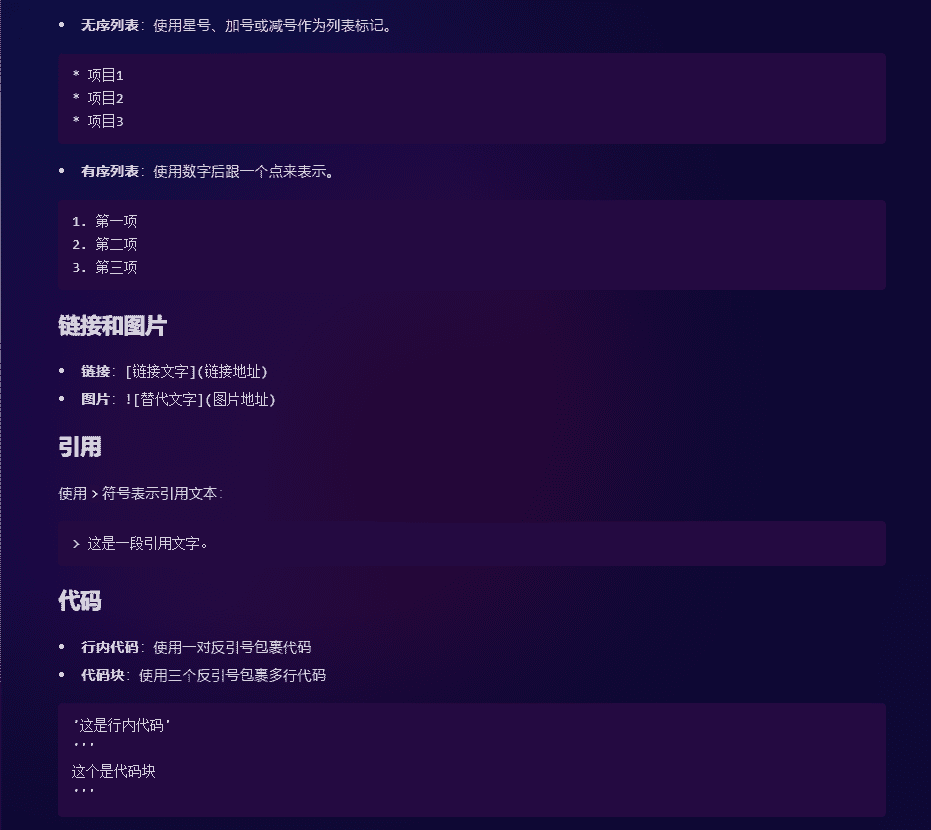 • 无序列表：使用星号、加号或减号作为列表标记。
* 项目1
* 项目2
* 项目3
• 有序列表：使用数字后跟一个点来表示。
1. 第一项
2. 第二项
3. 第三项
链接和图片
• 链接：[链接文字](链接地址)
• 图片：![替代文字](图片地址)
引用
使用 > 符号表示引用文本：
> 这是一段引用文字。
代码
• 行内代码：使用一对反引号包裹代码
• 代码块：使用三个反引号包裹多行代码
'这是行内代码'
'''
这个是代码块
'''